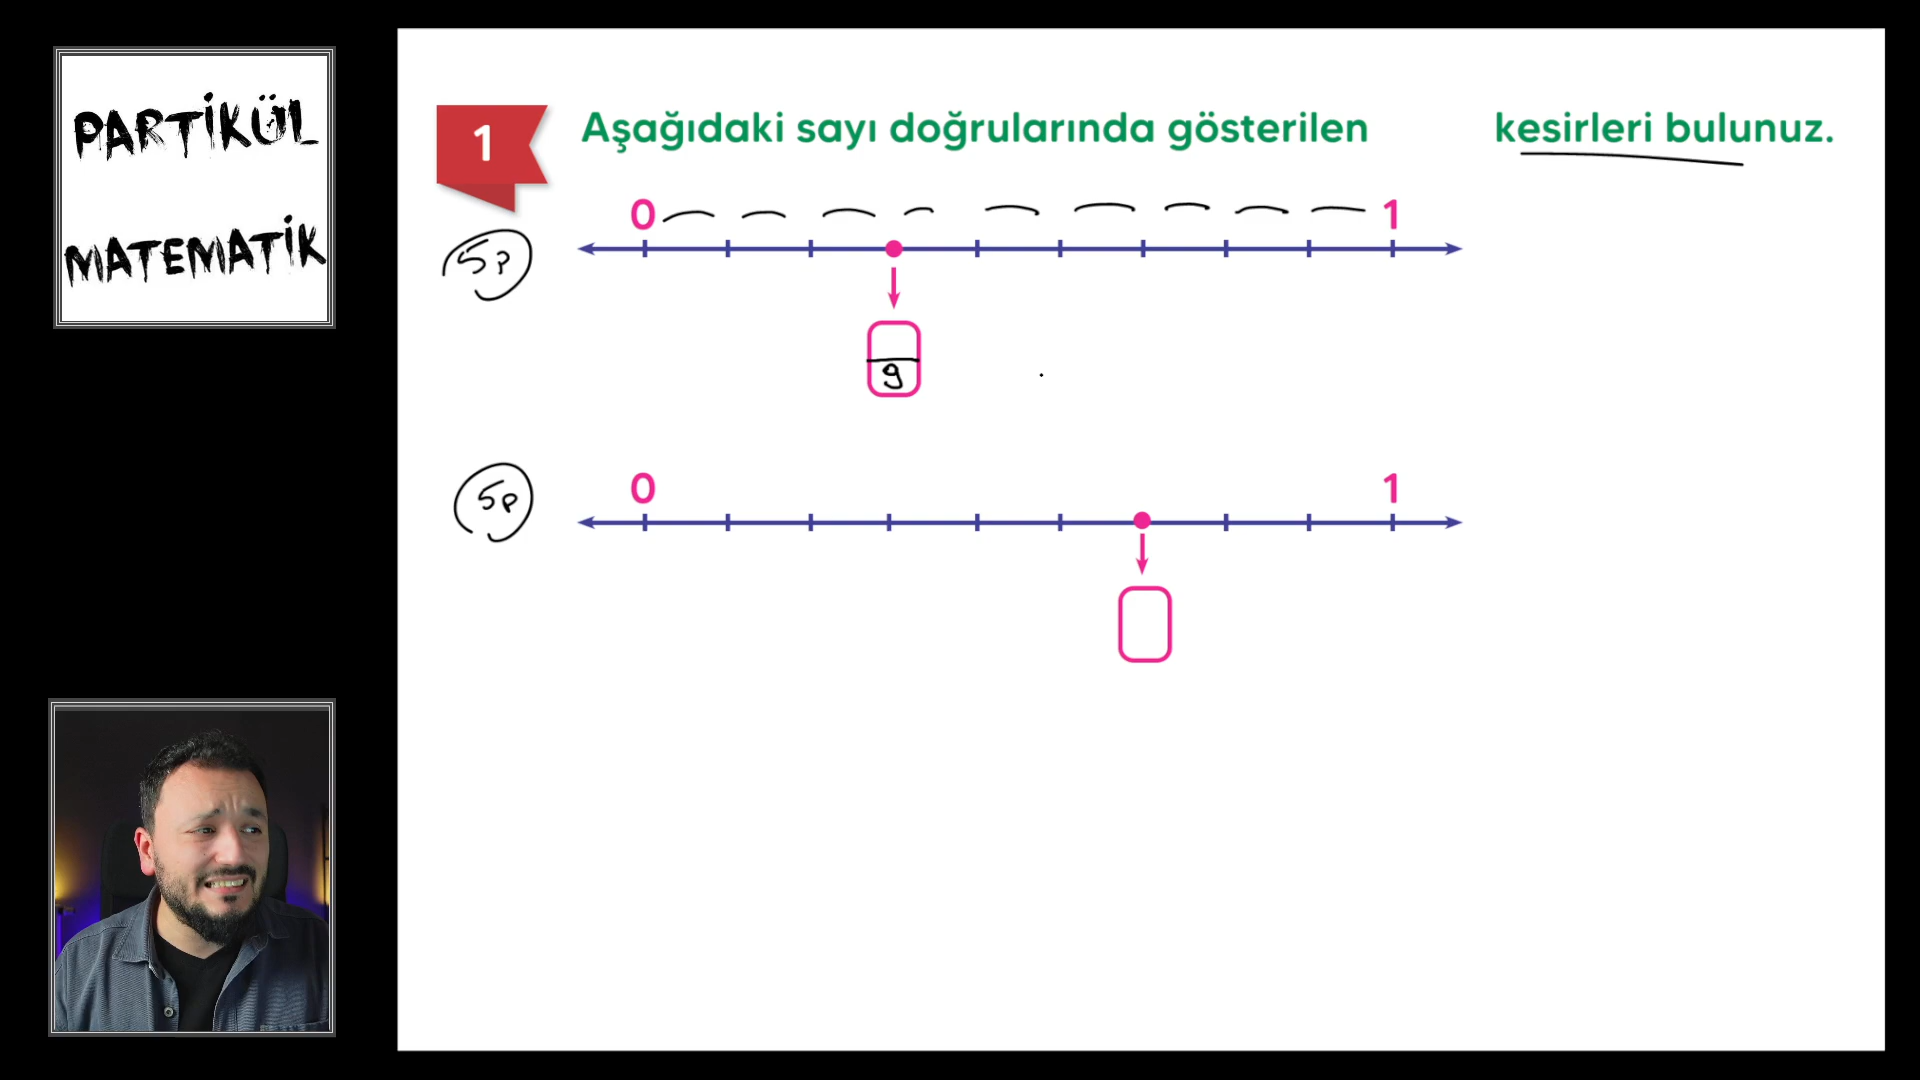 PARTİKÜL
MATEMATİK
1
Aşağıdaki sayı doğrularında gösterilen kesirleri bulunuz.
0 1
5p
9
0 1
5p